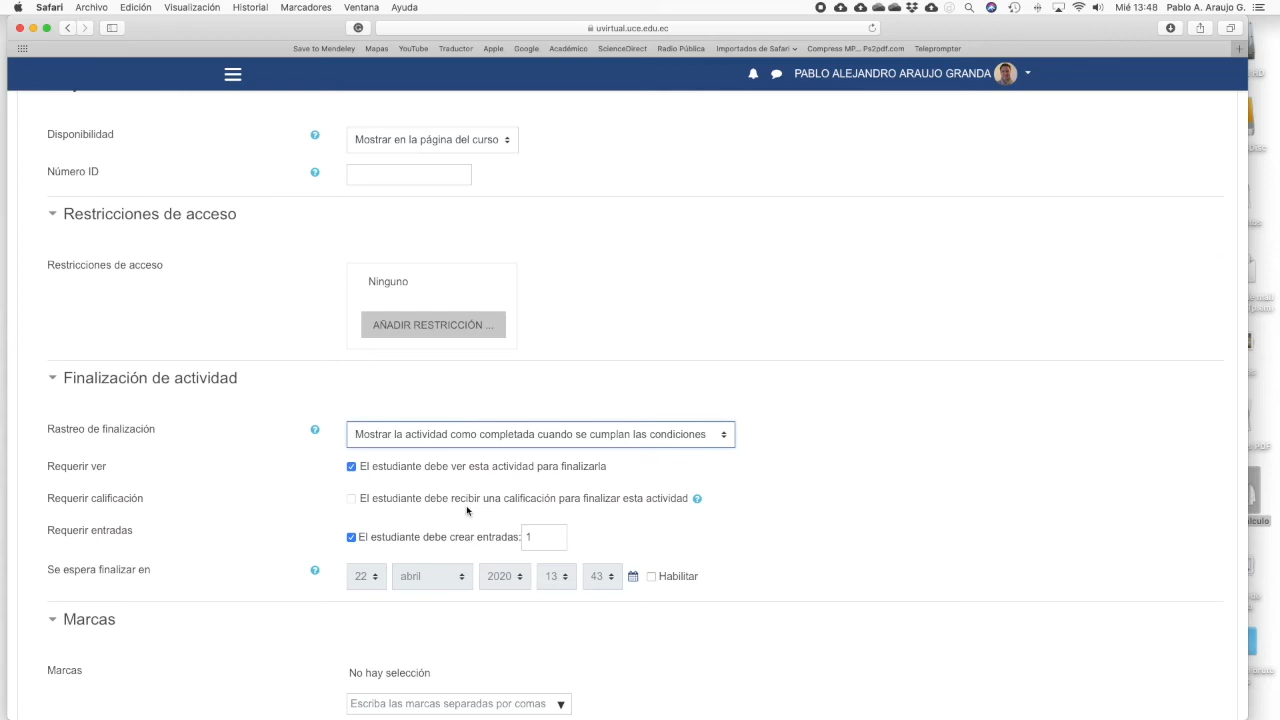 Safari Archivo Edición Visualización Historial Marcadores Ventana Ayuda Mié 13:48 Pablo A. Araujo G.
uvirtual.uce.edu.ec
Save to Mendeley Mapas YouTube Traductor Apple Google Académico ScienceDirect Radio Pública Importados de Safari Compress MP... Ps2pdf.com Teleprompter
PABLO ALEJANDRO ARAUJO GRANDA
Disponibilidad Mostrar en la página del curso
Número ID
Restricciones de acceso
Restricciones de acceso
Ninguno
AÑADIR RESTRICCIÓN ...
Finalización de actividad
Rastreo de finalización Mostrar la actividad como completada cuando se cumplan las condiciones
Requerir ver El estudiante debe ver esta actividad para finalizarla
Requerir calificación El estudiante debe recibir una calificación para finalizar esta actividad
Requerir entradas El estudiante debe crear entradas: 1
Se espera finalizar en 22 abril 2020 13 43 Habilitar
Marcas
Marcas No hay selección
Escriba las marcas separadas por comas